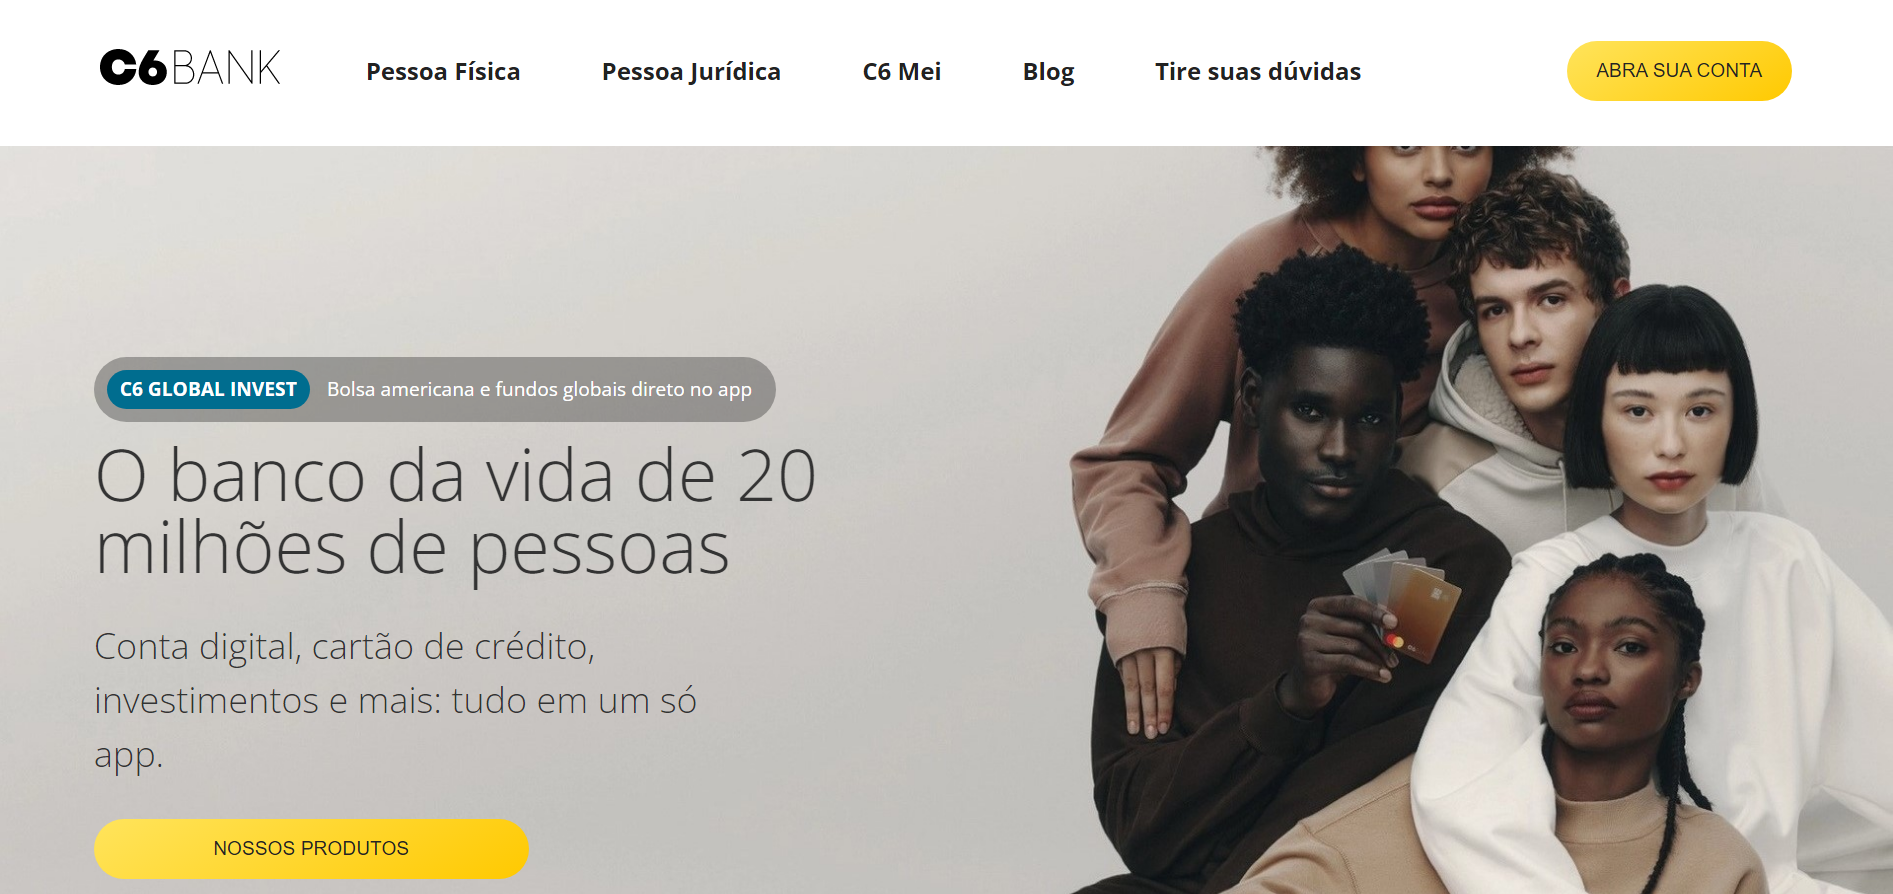 C6 BANK
Pessoa Física
Pessoa Jurídica
C6 Mei
Blog
Tire suas dúvidas
ABRA SUA CONTA
C6 GLOBAL INVEST Bolsa americana e fundos globais direto no app
O banco da vida de 20
milhões de pessoas
Conta digital, cartão de crédito,
investimentos e mais: tudo em um só
app.
NOSSOS PRODUTOS